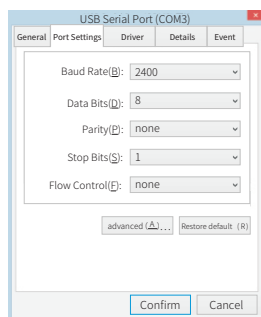 USB Serial Port (COM3)
General Port Settings Driver Details Event
Baud Rate(B): 2400
Data Bits(D): 8
Parity(P): none
Stop Bits(S): 1
Flow Control(F): none
advanced (A)... Restore default (R)
Confirm Cancel